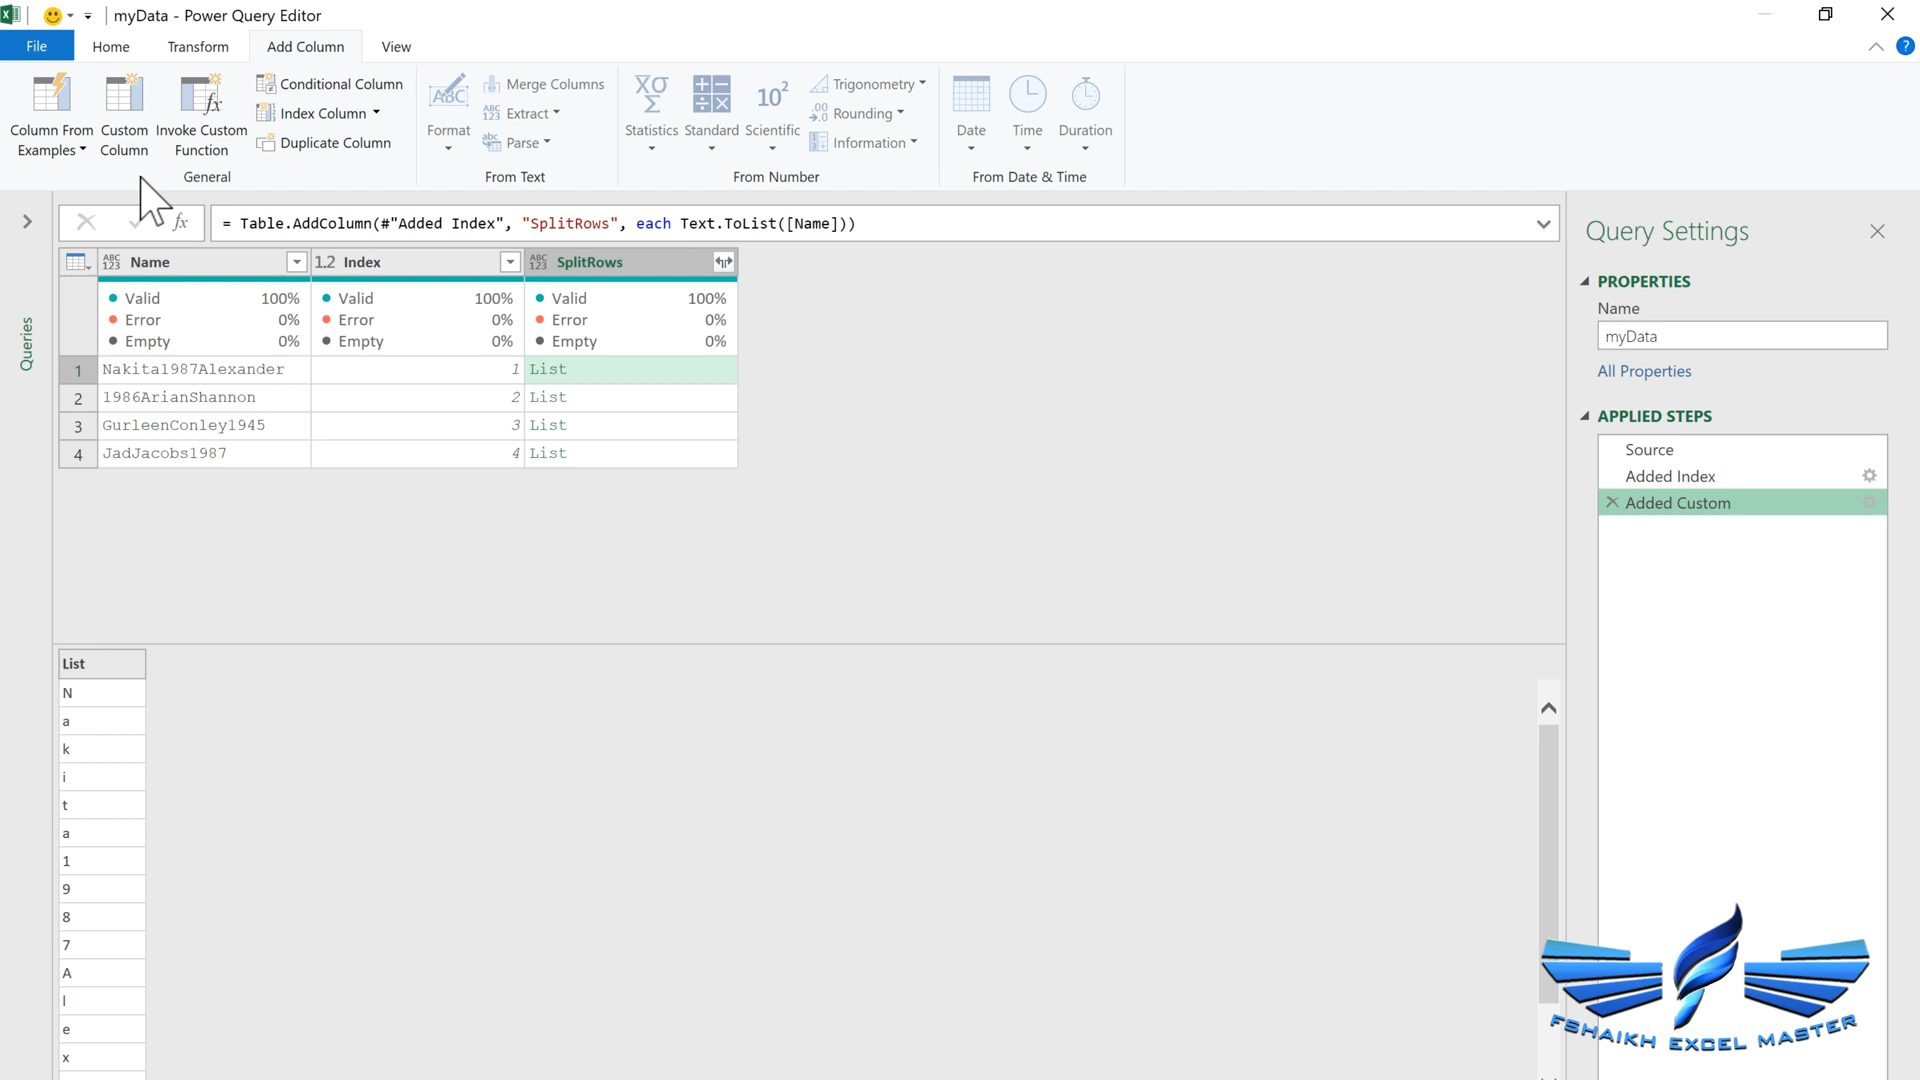 myData - Power Query Editor
File Home Transform Add Column View
Column From Examples
Custom Column
Invoke Custom Function
Conditional Column
Index Column
Duplicate Column
General
Format
Merge Columns
Extract
Parse
From Text
Statistics
Standard
Scientific
Trigonometry
Rounding
Information
From Number
Date
Time
Duration
From Date & Time
= Table.AddColumn(#"Added Index", "SplitRows", each Text.ToList([Name]))
ABC 123 Name 1.2 Index ABC 123 SplitRows
Valid 100% Valid 100% Valid 100%
Error 0% Error 0% Error 0%
Empty 0% Empty 0% Empty 0%
1 Nakita1987Alexander 1 List
2 1986ArianShannon 2 List
3 GurleenConley1945 3 List
4 JadJacobs1987 4 List
Queries
List
N
a
k
i
t
a
1
9
8
7
A
l
e
x
Query Settings
PROPERTIES
Name
myData
All Properties
APPLIED STEPS
Source
Added Index
Added Custom
FSHAIKH EXCEL MASTER